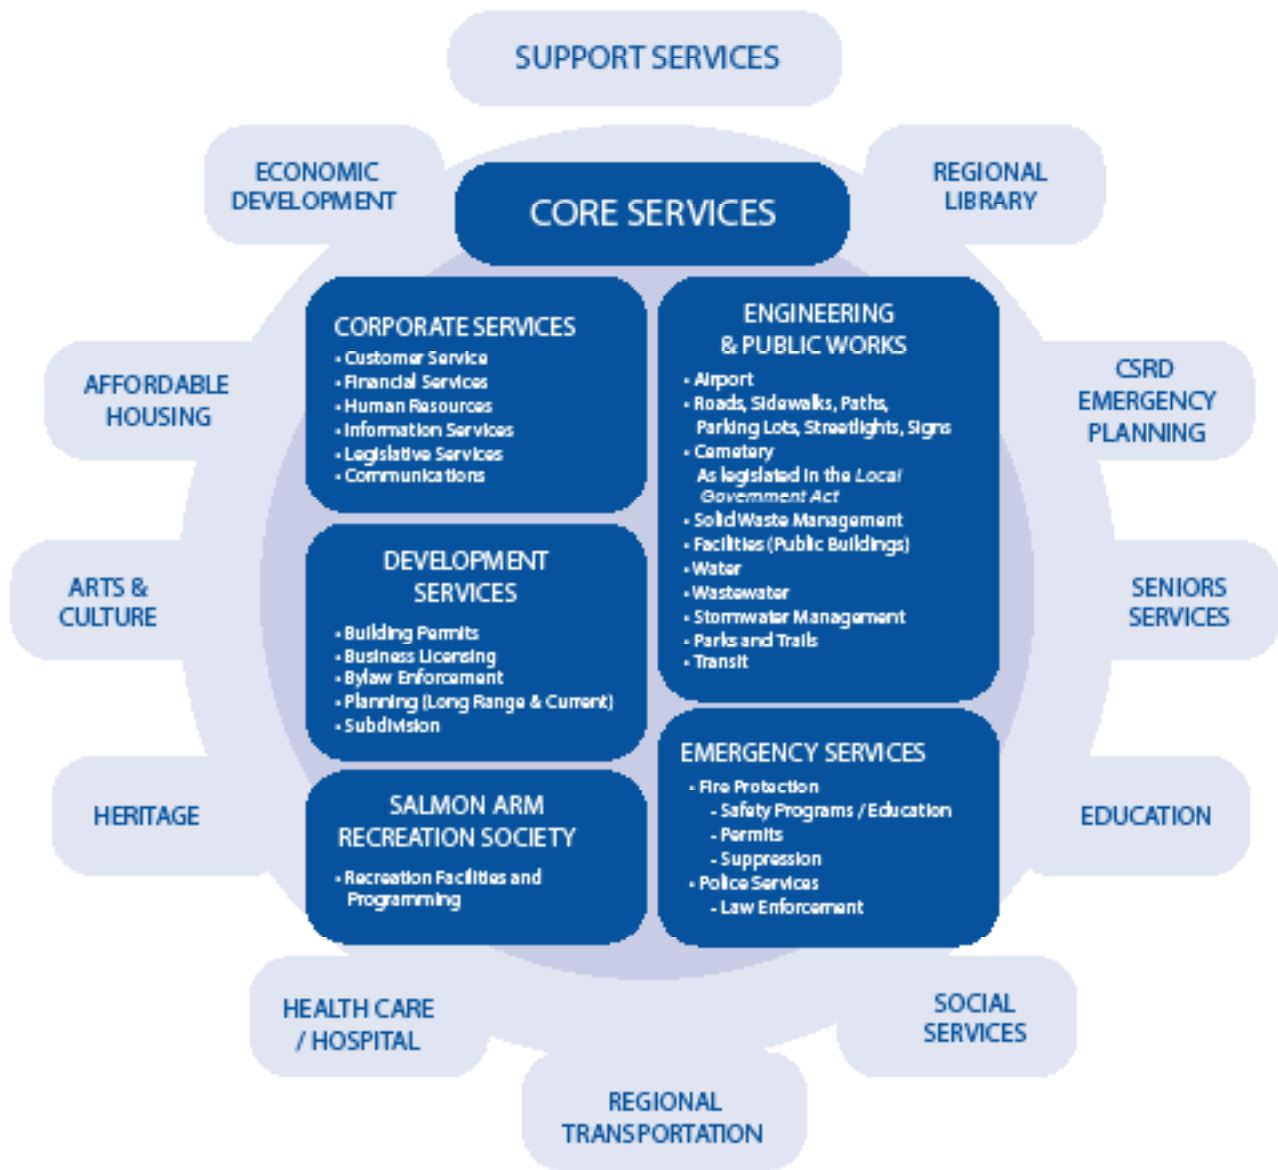 SUPPORT SERVICES
ECONOMIC
DEVELOPMENT
REGIONAL
LIBRARY
CORE SERVICES
CORPORATE SERVICES
• Customer Service
• Financial Services
• Human Resources
• Information Services
• Legislative Services
• Communications
ENGINEERING
& PUBLIC WORKS
• Airport
• Roads, Sidewalks, Paths,
Parking Lots, Streetlights, Signs
• Cemetery
As legislated in the Local
Government Act
• Solid Waste Management
• Facilities (Public Buildings)
• Water
• Wastewater
• Stormwater Management
• Parks and Trails
• Transit
AFFORDABLE
HOUSING
CSRD
EMERGENCY
PLANNING
DEVELOPMENT
SERVICES
• Building Permits
• Business Licensing
• Bylaw Enforcement
• Planning (Long Range & Current)
• Subdivision
ARTS &
CULTURE
SENIORS
SERVICES
SALMON ARM
RECREATION SOCIETY
• Recreation Facilities and
Programming
EMERGENCY SERVICES
• Fire Protection
- Safety Programs / Education
- Permits
- Suppression
• Police Services
- Law Enforcement
HERITAGE
EDUCATION
HEALTH CARE
/ HOSPITAL
SOCIAL
SERVICES
REGIONAL
TRANSPORTATION